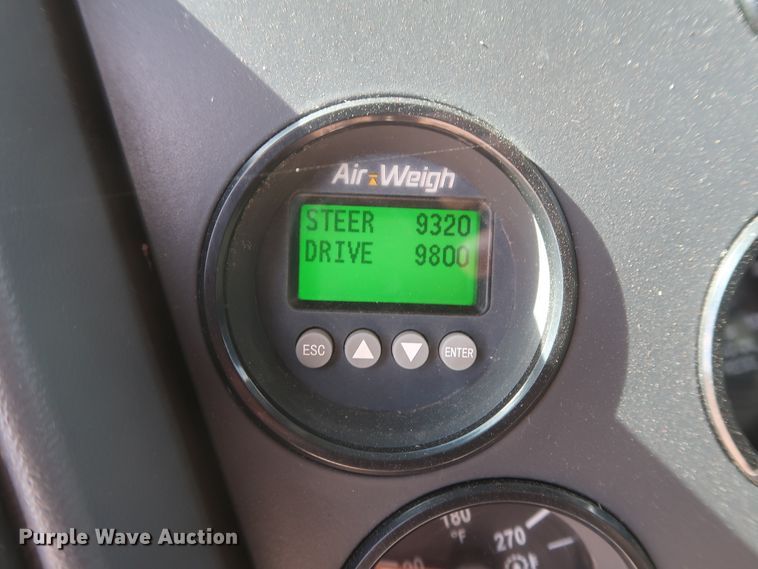 Air-Weigh
STEER 9320
DRIVE 9800
ESC ENTER
180
°F
270
Purple Wave Auction